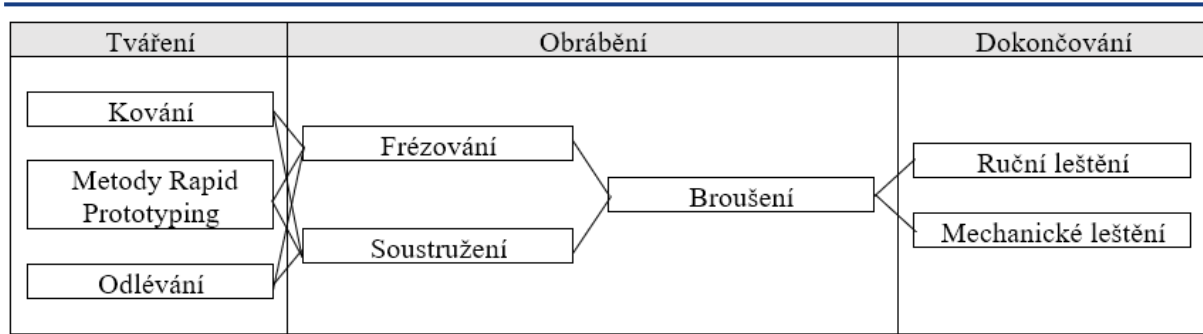 Tváření
Obrábění
Dokončování
Kování
Metody Rapid
Prototyping
Odlévání
Frézování
Soustružení
Broušení
Ruční leštění
Mechanické leštění